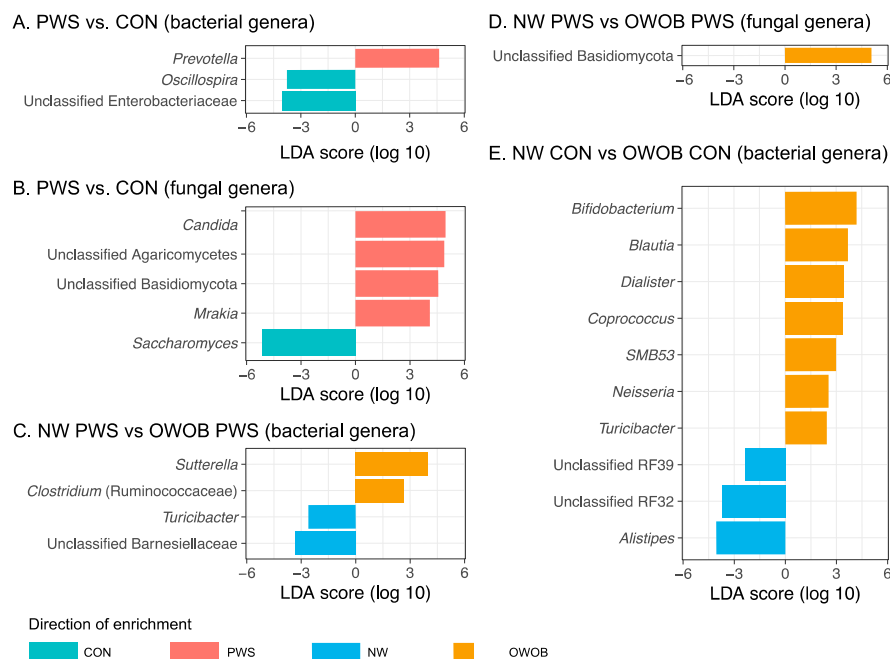 A. PWS vs. CON (bacterial genera)
Prevotella
Oscillospira
Unclassified Enterobacteriaceae
−6 −3 0 3 6
LDA score (log 10)
B. PWS vs. CON (fungal genera)
Candida
Unclassified Agaricomycetes
Unclassified Basidiomycota
Mrakia
Saccharomyces
−6 −3 0 3 6
LDA score (log 10)
C. NW PWS vs OWOB PWS (bacterial genera)
Sutterella
Clostridium (Ruminococcaceae)
Turicibacter
Unclassified Barnesiellaceae
−6 −3 0 3 6
LDA score (log 10)
D. NW PWS vs OWOB PWS (fungal genera)
Unclassified Basidiomycota
−6 −3 0 3 6
LDA score (log 10)
E. NW CON vs OWOB CON (bacterial genera)
Bifidobacterium
Blautia
Dialister
Coprococcus
SMB53
Neisseria
Turicibacter
Unclassified RF39
Unclassified RF32
Alistipes
−6 −3 0 3 6
LDA score (log 10)
Direction of enrichment
CON PWS NW OWOB